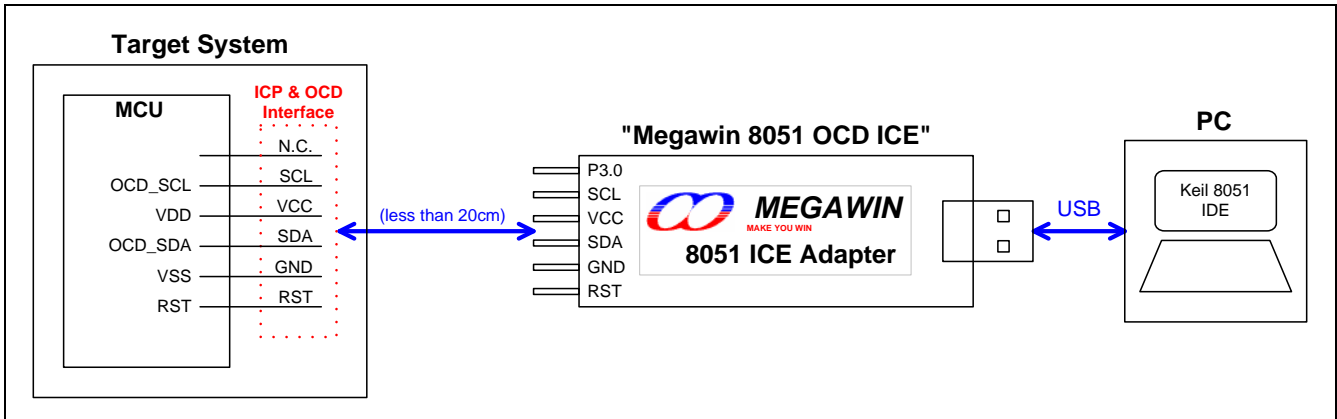 Target System
MCU
ICP & OCD
Interface
N.C.
OCD_SCL
SCL
VDD
VCC
OCD_SDA
SDA
VSS
GND
RST
RST
(less than 20cm)
"Megawin 8051 OCD ICE"
P3.0
SCL
VCC
SDA
GND
RST
MEGAWIN
MAKE YOU WIN
8051 ICE Adapter
USB
PC
Keil 8051
IDE